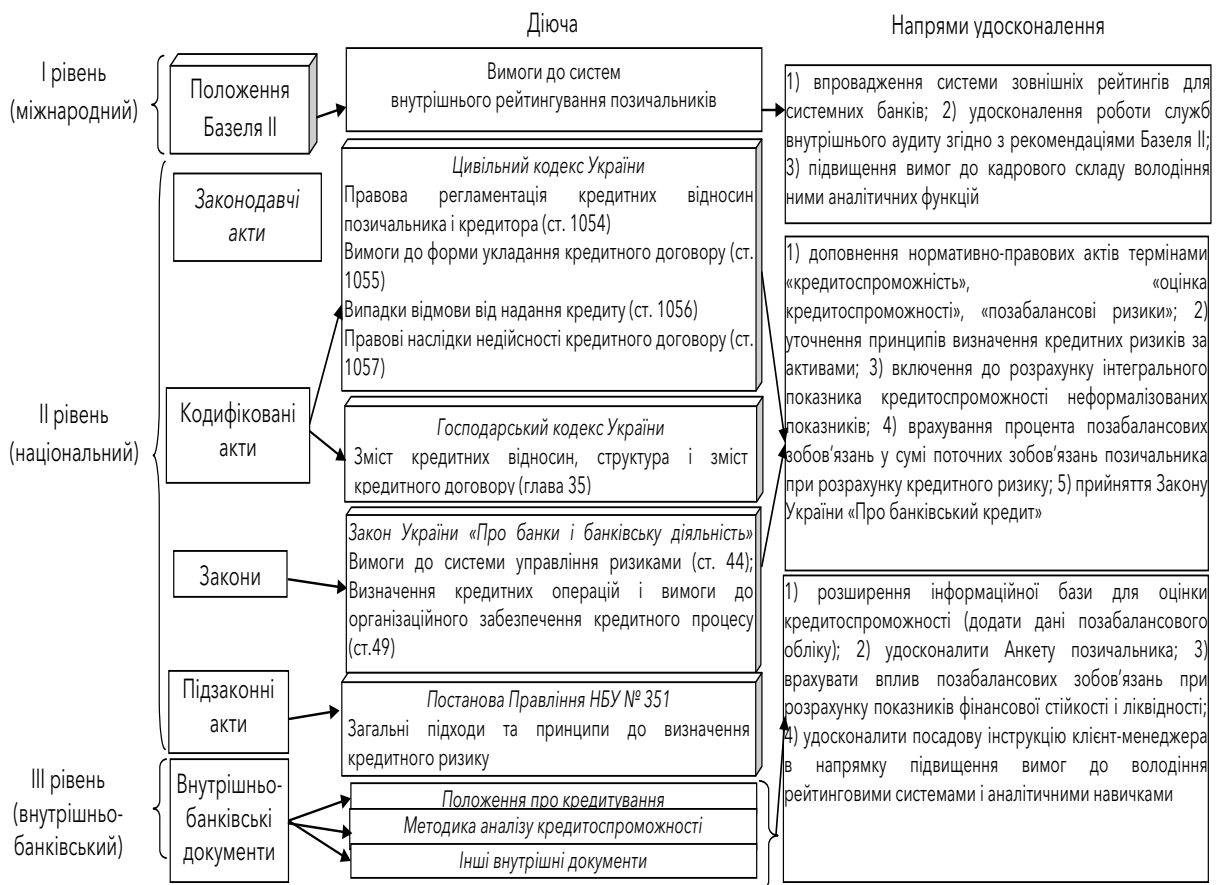 Діюча
Напрями удосконалення
І рівень
(міжнародний)
Положення
Базеля ІІ
Вимоги до систем
внутрішнього рейтингування позичальників
1) впровадження системи зовнішніх рейтингів для
системних банків; 2) удосконалення роботи служб
внутрішнього аудиту згідно з рекомендаціями Базеля ІІ;
3) підвищення вимог до кадрового складу володіння
ними аналітичних функцій
ІІ рівень
(національний)
Законодавчі
акти
Кодифіковані
акти
Цивільний кодекс України
Правова регламентація кредитних відносин
позичальника і кредитора (ст. 1054)
Вимоги до форми укладання кредитного договору (ст.
1055)
Випадки відмови від надання кредиту (ст. 1056)
Правові наслідки недійсності кредитного договору (ст.
1057)
Господарський кодекс України
Зміст кредитних відносин, структура і зміст
кредитного договору (глава 35)
Закони
Закон України «Про банки і банківську діяльність»
Вимоги до системи управління ризиками (ст. 44);
Визначення кредитних операцій і вимоги до
організаційного забезпечення кредитного процесу
(ст.49)
1) доповнення нормативно-правових актів термінами
«кредитоспроможність», «оцінка
кредитоспроможності», «позабалансові ризики»; 2)
уточнення принципів визначення кредитних ризиків за
активами; 3) включення до розрахунку інтегрального
показника кредитоспроможності неформалізованих
показників; 4) врахування процента позабалансових
зобов’язань у сумі поточних зобов’язань позичальника
при розрахунку кредитного ризику; 5) прийняття Закону
України «Про банківський кредит»
Підзаконні
акти
Постанова Правління НБУ № 351
Загальні підходи та принципи до визначення
кредитного ризику
ІІІ рівень
(внутрішньо-
банківський)
Внутрішньо-
банківські
документи
Положення про кредитування
Методика аналізу кредитоспроможності
Інші внутрішні документи
1) розширення інформаційної бази для оцінки
кредитоспроможності (додати дані позабалансового
обліку); 2) удосконалити Анкету позичальника; 3)
врахувати вплив позабалансових зобов’язань при
розрахунку показників фінансової стійкості і ліквідності;
4) удосконалити посадову інструкцію клієнт-менеджера
в напрямку підвищення вимог до володіння
рейтинговими системами і аналітичними навичками